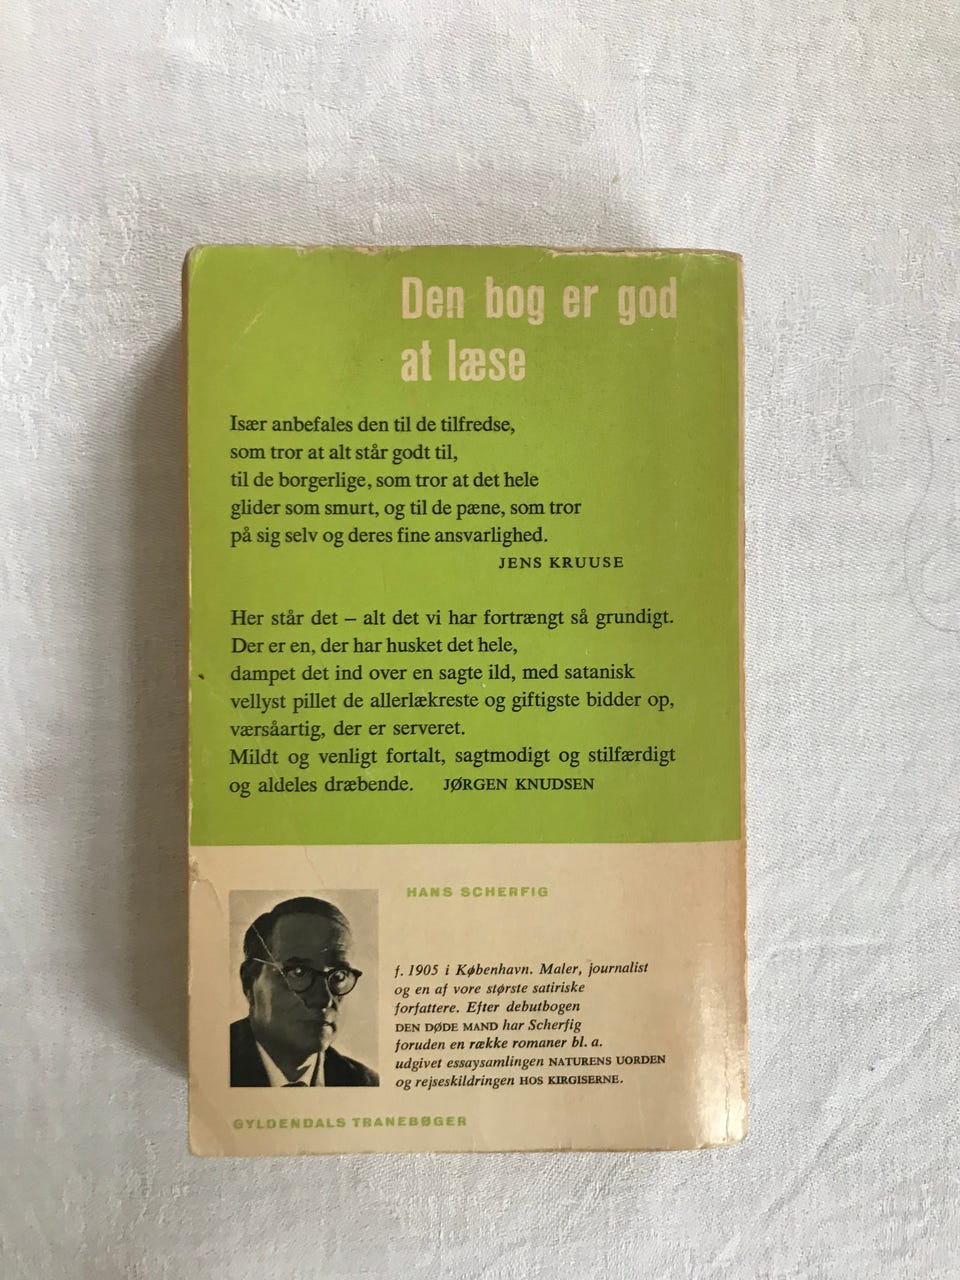 Den bog er god
at læse
Især anbefales den til de tilfredse,
som tror at alt står godt til,
til de borgerlige, som tror at det hele
glider som smurt, og til de pæne, som tror
på sig selv og deres fine ansvarlighed.
JENS KRUUSE
Her står det – alt det vi har fortrængt så grundigt.
Der er en, der har husket det hele,
dampet det ind over en sagte ild, med satanisk
vellyst pillet de allerlækreste og giftigste bidder op,
værsåartig, der er serveret.
Mildt og venligt fortalt, sagtmodigt og stilfærdigt
og aldeles dræbende. JØRGEN KNUDSEN
HANS SCHERFIG
f. 1905 i København. Maler, journalist
og en af vore største satiriske
forfattere. Efter debutbogen
DEN DØDE MAND har Scherfig
foruden en række romaner bl. a.
udgivet essaysamlingen NATURENS UORDEN
og rejseskildringen HOS KIRGISERNE.
GYLDENDALS TRANEBØGER